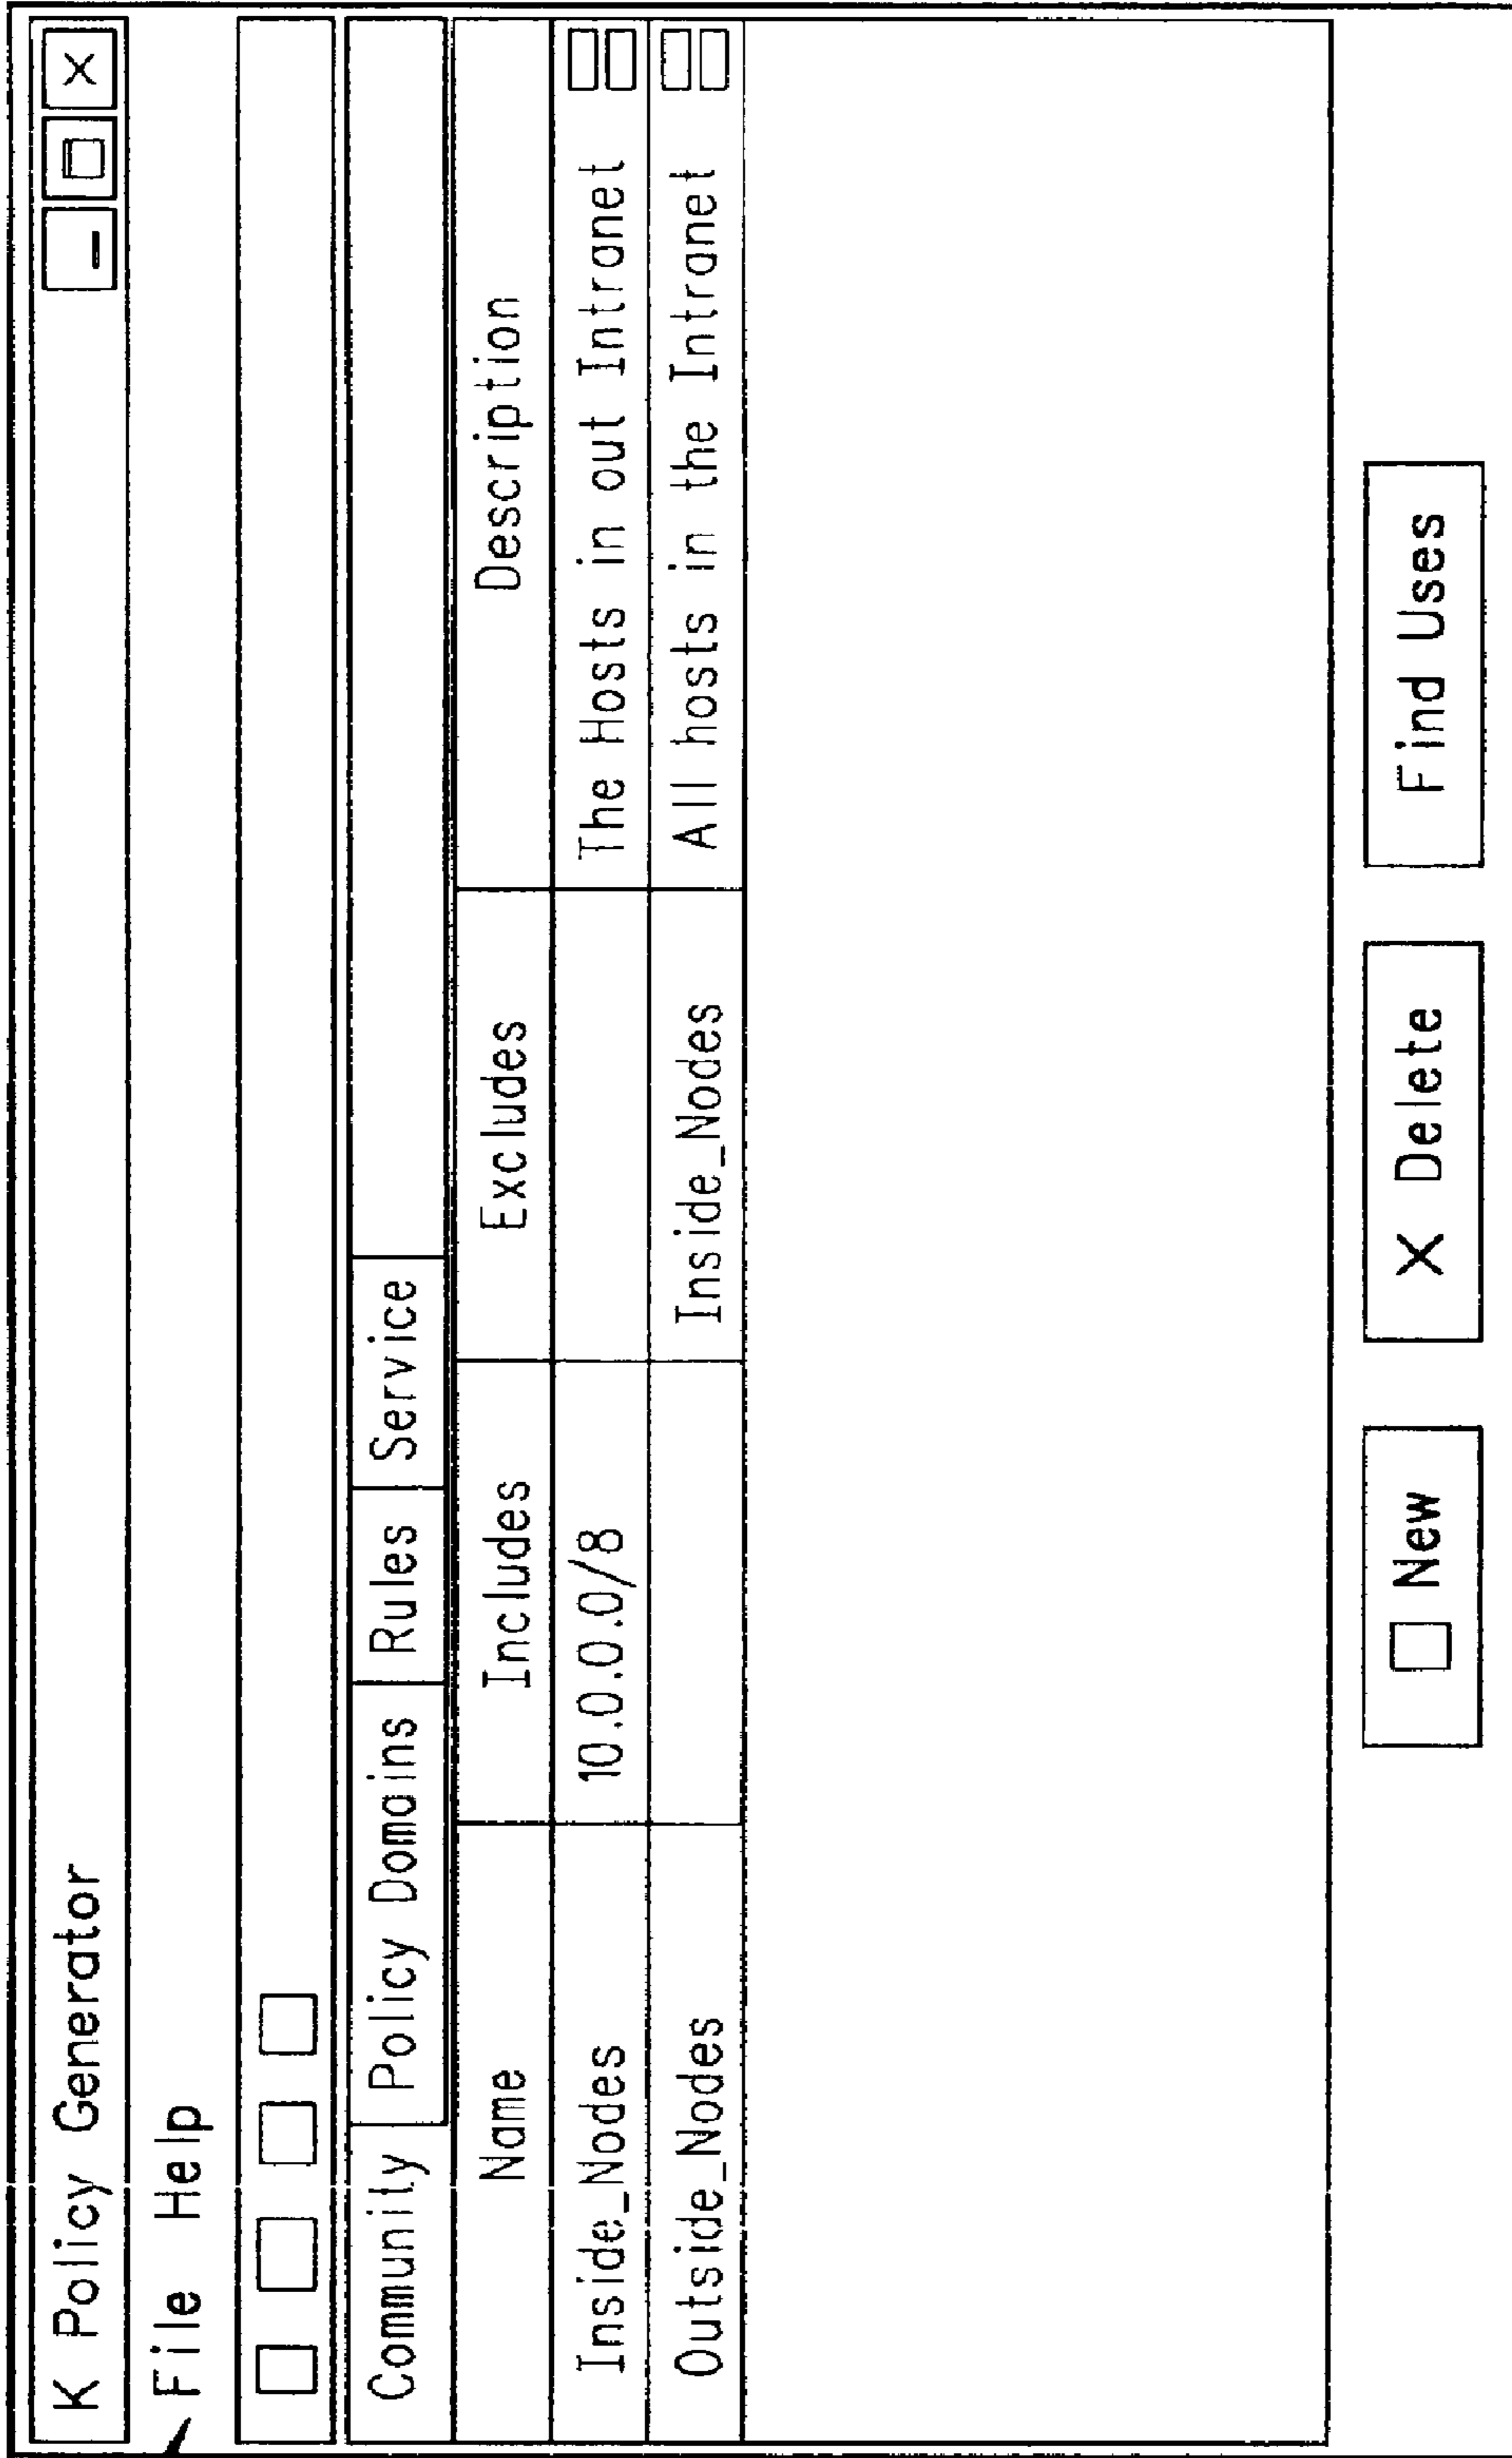 K Policy Generator
File Help
Community Policy Domains Rules Service
Name Includes Excludes Description
Inside_Nodes 10.0.0.0/8 The Hosts in out Intranet
Outside_Nodes Inside_Nodes All hosts in the Intranet
New X Delete Find Uses